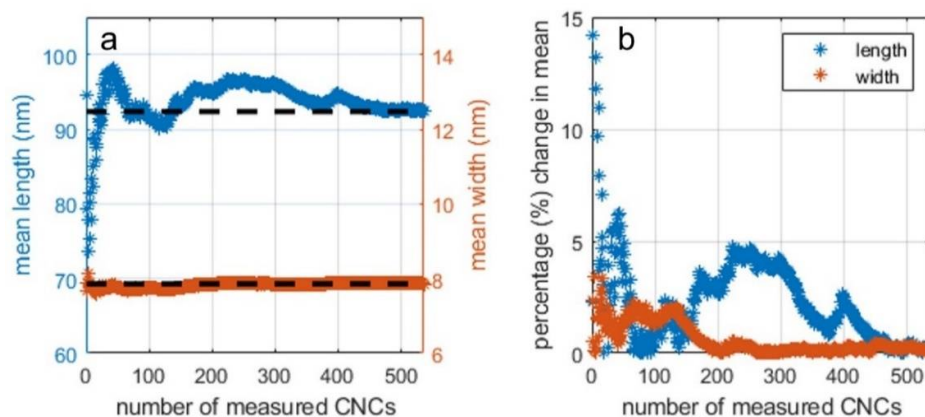 a
100
90
80
70
60
mean length (nm)
14
12
10
8
6
mean width (nm)
0 100 200 300 400 500
number of measured CNCs
b
length
width
15
10
5
0
percentage (%) change in mean
0 100 200 300 400 500
number of measured CNCs